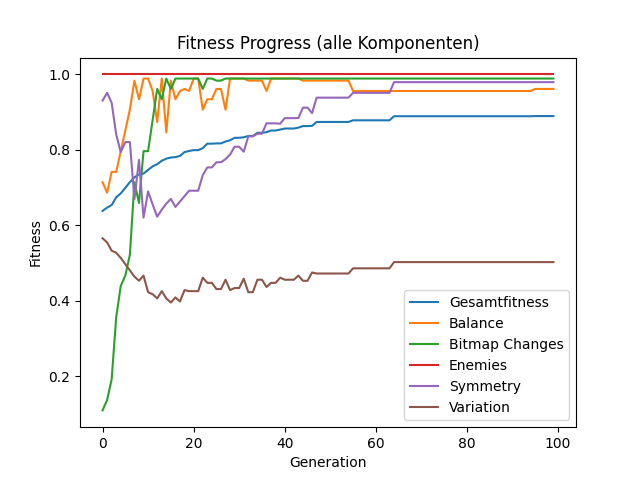 Fitness Progress (alle Komponenten)
1.0
0.8
0.6
0.4
0.2
Fitness
0 20 40 60 80 100
Generation
Gesamtfitness
Balance
Bitmap Changes
Enemies
Symmetry
Variation